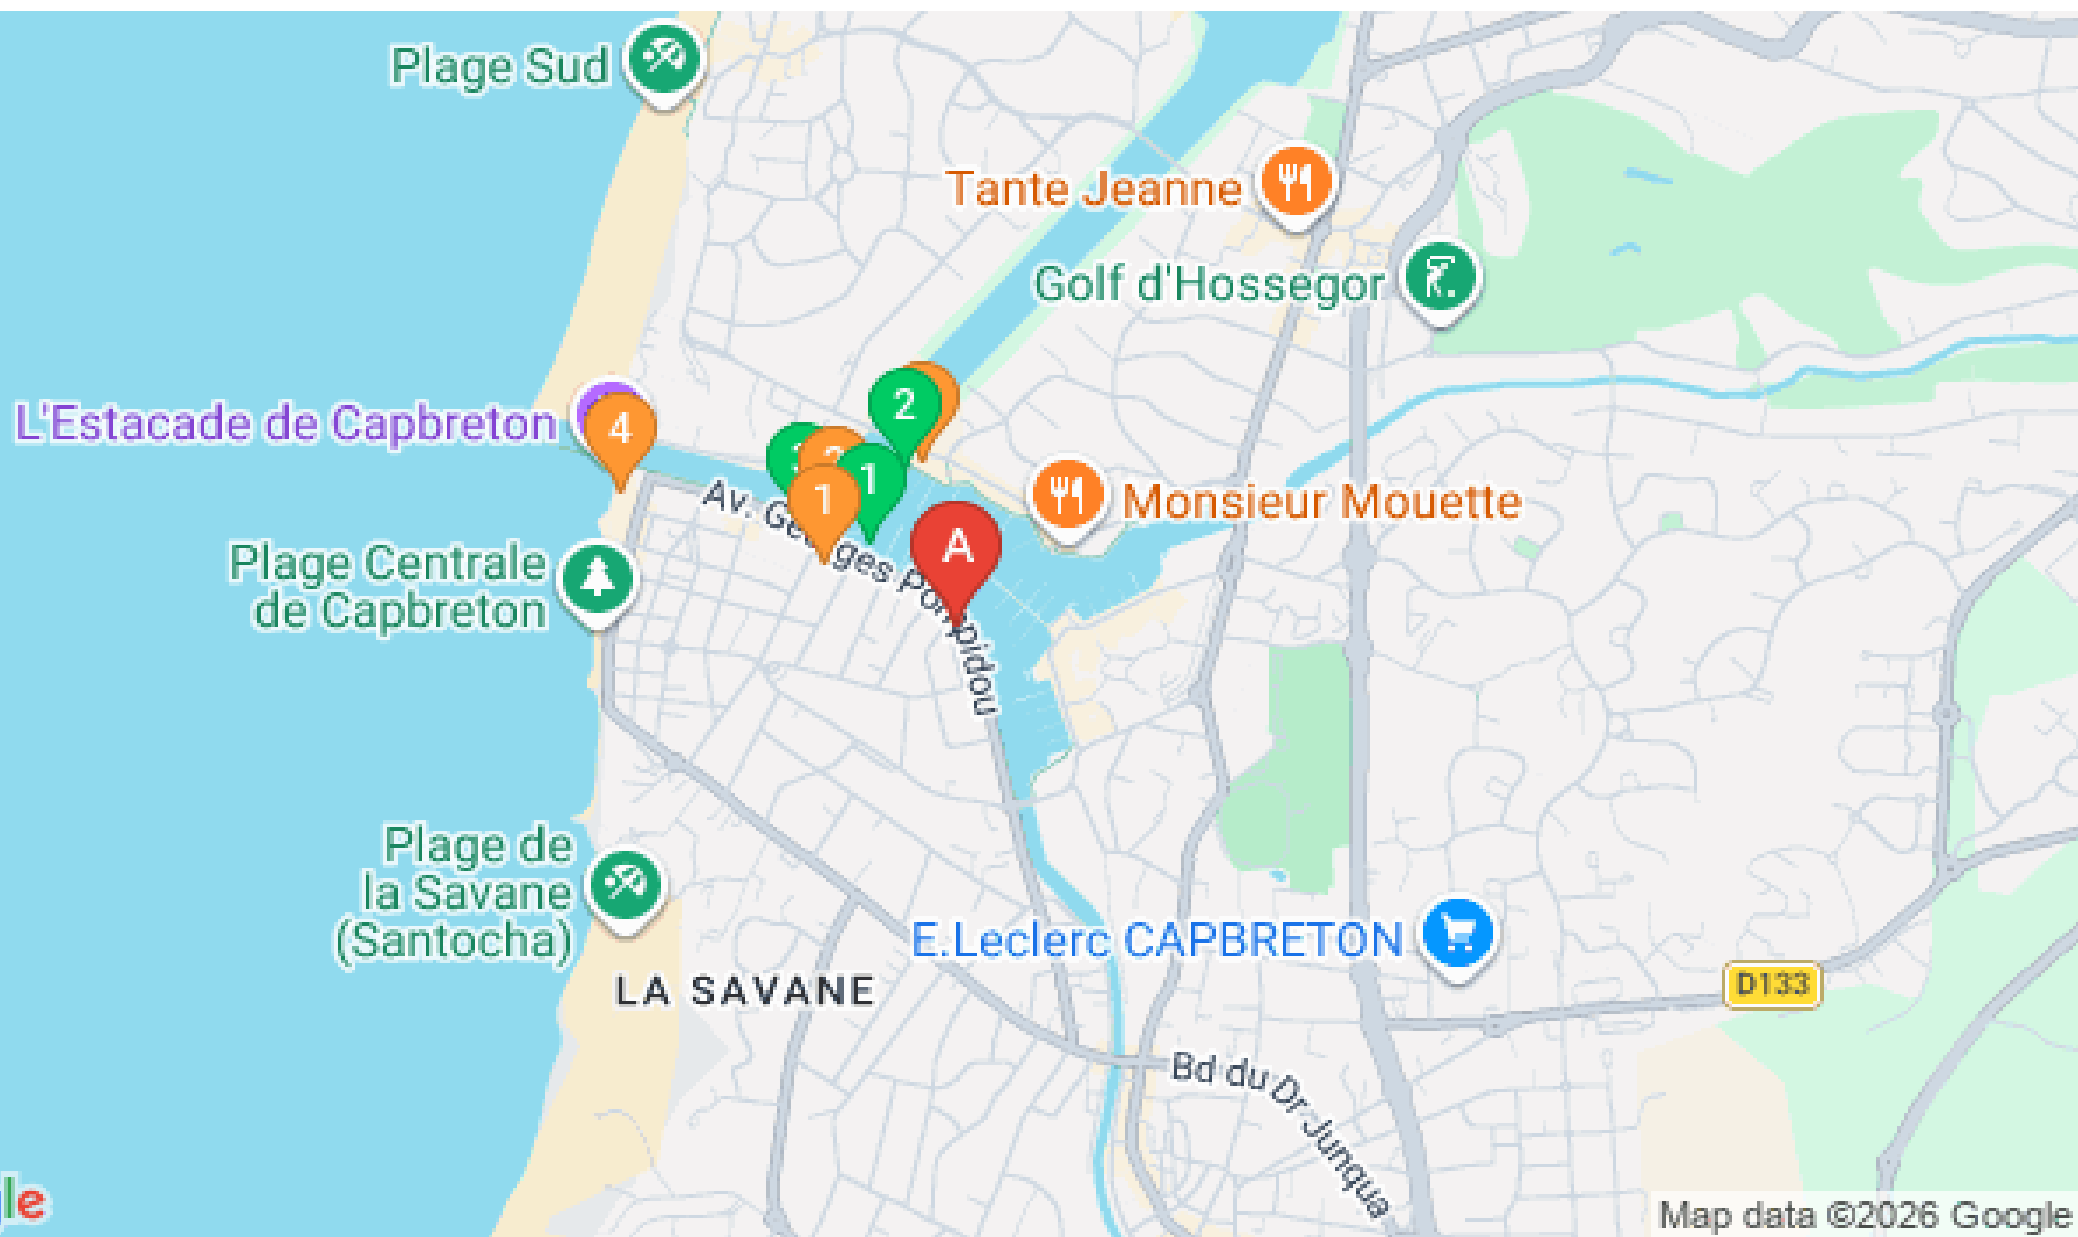 Plage Sud
Tante Jeanne
Golf d'Hossegor
2
L'Estacade de Capbreton
4
1
1
Av. Georges Pompidou
A
Monsieur Mouette
Plage Centrale
de Capbreton
Plage de
la Savane
(Santocha)
E.Leclerc CAPBRETON
LA SAVANE
D133
Bd du Dr Junqua
le
Map data ©2026 Google